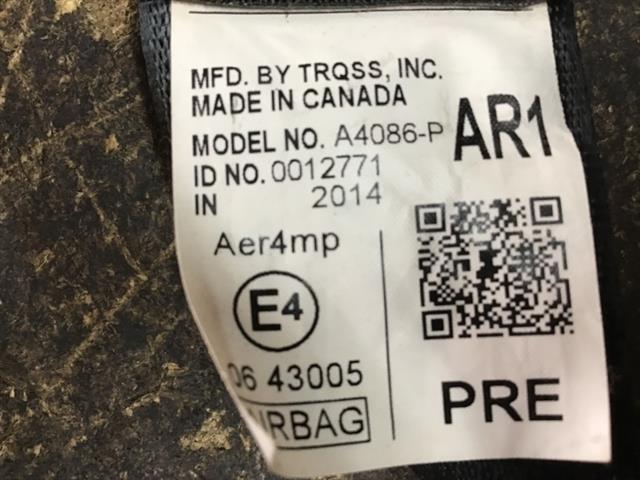 MFD. BY TRQSS, INC.
MADE IN CANADA
MODEL NO. A4086-P
AR1
ID NO. 0012771
IN 2014
Aer4mp
E4
06 43005
AIRBAG
PRE